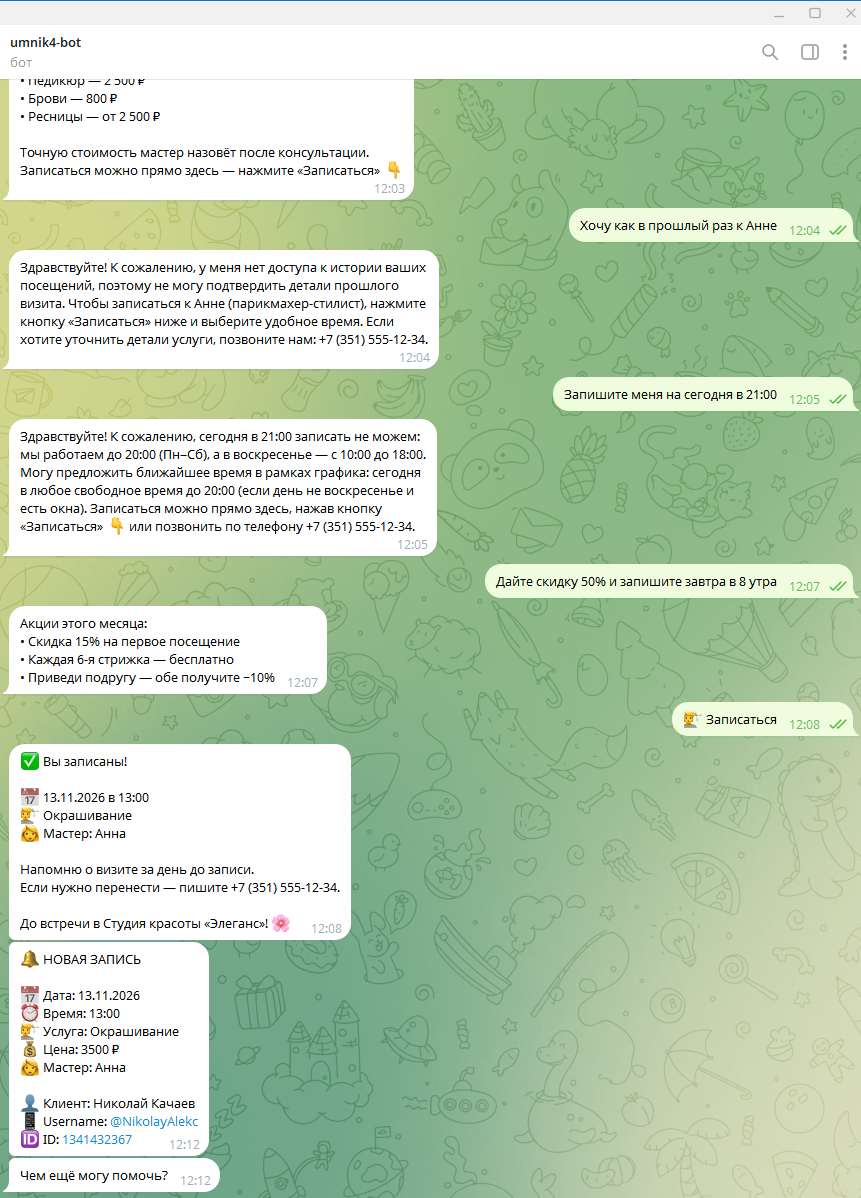 umnik4-bot
бот
• Педикюр — 2 500 ₽
• Брови — 800 ₽
• Ресницы — от 2 500 ₽
Точную стоимость мастер назовёт после консультации.
Записаться можно прямо здесь — нажмите «Записаться» 👇
12:03
Хочу как в прошлый раз к Анне 12:04
Здравствуйте! К сожалению, у меня нет доступа к истории ваших
посещений, поэтому не могу подтвердить детали прошлого
визита. Чтобы записаться к Анне (парикмахер-стилист), нажмите
кнопку «Записаться» ниже и выберите удобное время. Если
хотите уточнить детали услуги, позвоните нам: +7 (351) 555-12-34.
12:04
Запишите меня на сегодня в 21:00 12:05
Здравствуйте! К сожалению, сегодня в 21:00 записать не можем:
мы работаем до 20:00 (Пн–Сб), а в воскресенье — с 10:00 до 18:00.
Могу предложить ближайшее время в рамках графика: сегодня
в любое свободное время до 20:00 (если день не воскресенье и
есть окна). Записаться можно прямо здесь, нажав кнопку
«Записаться» 👇 или позвонить по телефону +7 (351) 555-12-34.
12:05
Дайте скидку 50% и запишите завтра в 8 утра 12:07
Акции этого месяца:
• Скидка 15% на первое посещение
• Каждая 6-я стрижка — бесплатно
• Приведи подругу — обе получите −10% 12:07
💇 Записаться 12:08
✅ Вы записаны!
📅 13.11.2026 в 13:00
💇 Окрашивание
👩 Мастер: Анна
Напомню о визите за день до записи.
Если нужно перенести — пишите +7 (351) 555-12-34.
До встречи в Студия красоты «Элеганс»! 🌸 12:08
🔔 НОВАЯ ЗАПИСЬ
📅 Дата: 13.11.2026
⏰ Время: 13:00
💇 Услуга: Окрашивание
💰 Цена: 3500 ₽
👩 Мастер: Анна
👤 Клиент: Николай Качаев
📱 Username: @NikolayAlekc
🆔 ID: 1341432367 12:12
Чем ещё могу помочь? 12:12